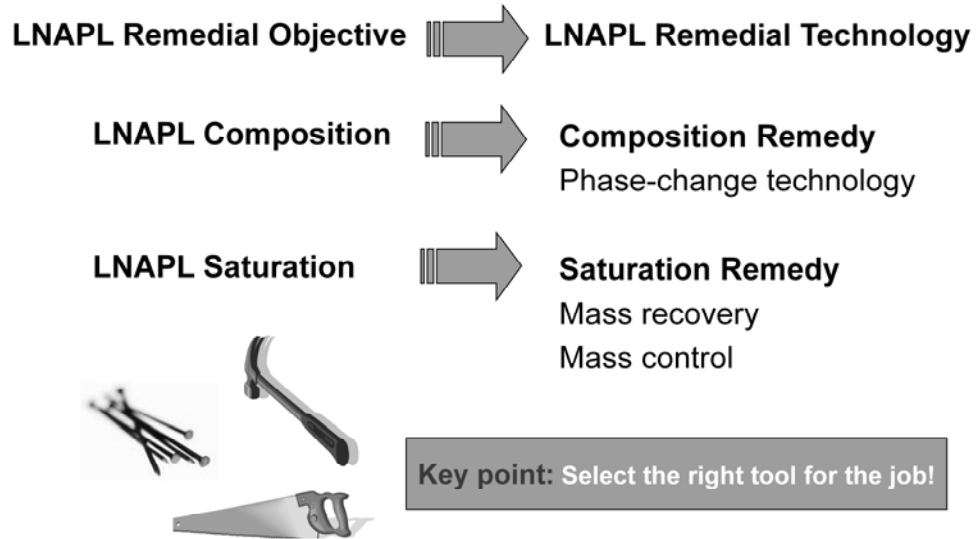 LNAPL Remedial Objective LNAPL Remedial Technology
LNAPL Composition Composition Remedy
Phase-change technology
LNAPL Saturation Saturation Remedy
Mass recovery
Mass control
Key point: Select the right tool for the job!